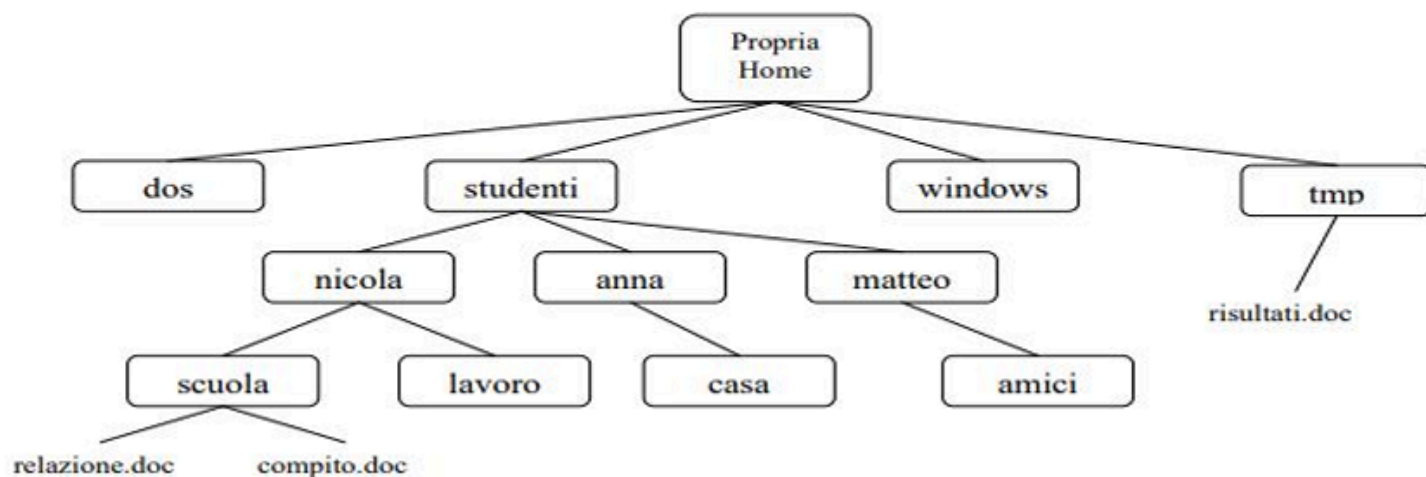 Propria
Home
dos
studenti
windows
tmp
nicola
anna
matteo
risultati.doc
scuola
lavoro
casa
amici
relazione.doc
compito.doc